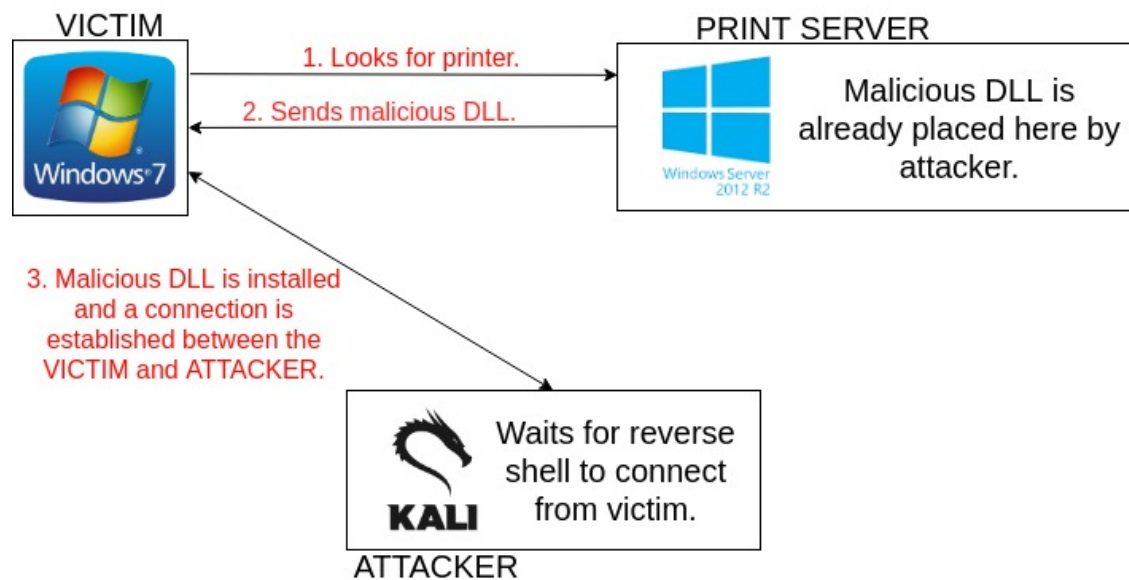 VICTIM
Windows 7
1. Looks for printer.
2. Sends malicious DLL.
PRINT SERVER
Windows Server
2012 R2
Malicious DLL is
already placed here by
attacker.
3. Malicious DLL is installed
and a connection is
established between the
VICTIM and ATTACKER.
KALI
Waits for reverse
shell to connect
from victim.
ATTACKER